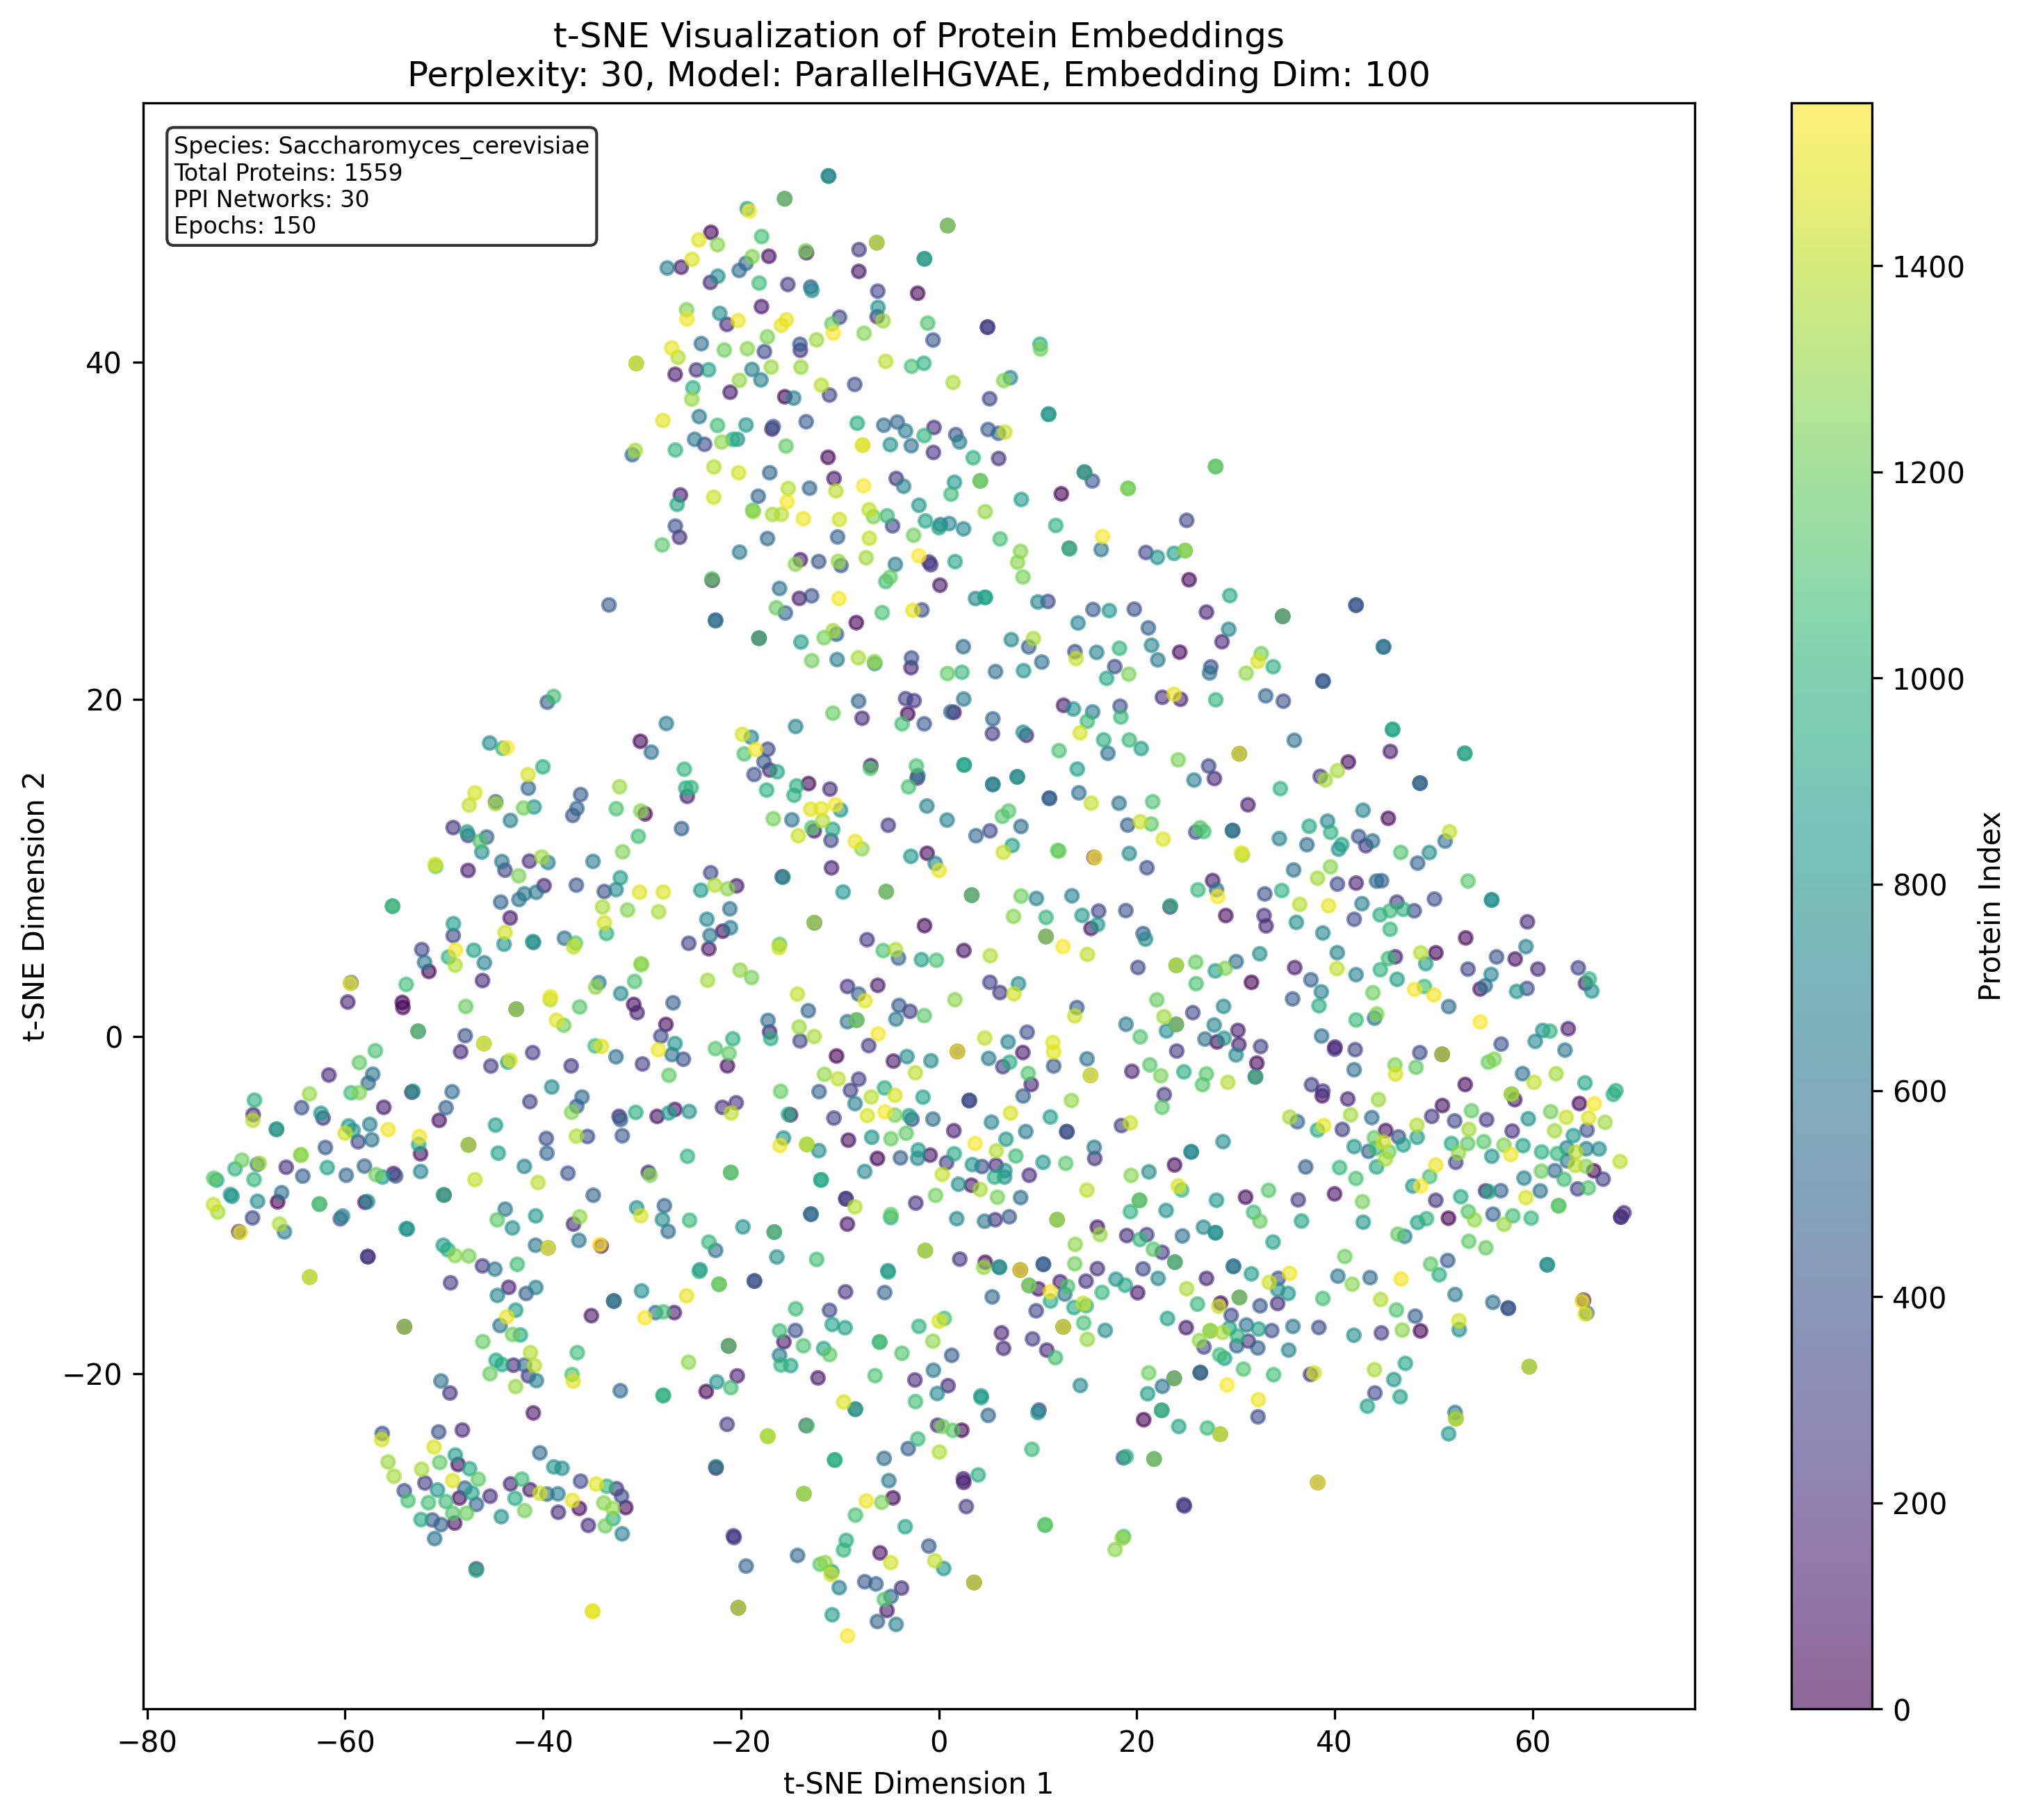 t-SNE Visualization of Protein Embeddings
Perplexity: 30, Model: ParallelHGVAE, Embedding Dim: 100
Species: Saccharomyces_cerevisiae
Total Proteins: 1559
PPI Networks: 30
Epochs: 150
t-SNE Dimension 2
40
20
0
−20
−80
−60
−40
−20
0
20
40
60
t-SNE Dimension 1
1400
1200
1000
800
600
400
200
0
Protein Index